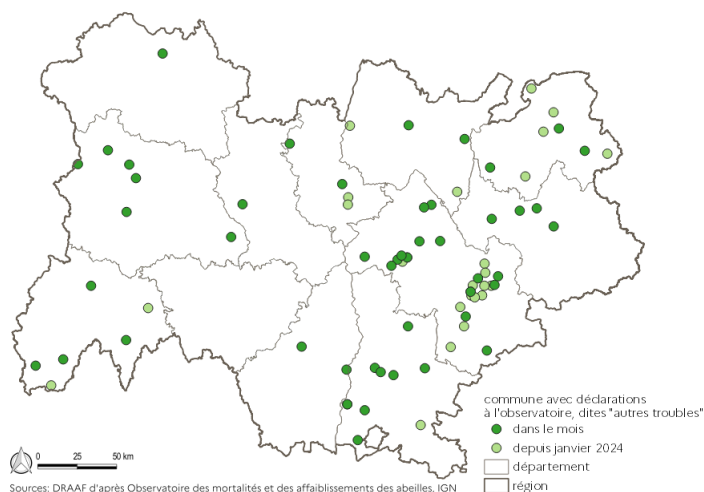 commune avec déclarations
à l'observatoire, dites "autres troubles"
dans le mois
depuis janvier 2024
département
région
0 25 50 km
Sources: DRAAF d'après Observatoire des mortalités et des affaiblissements des abeilles, IGN